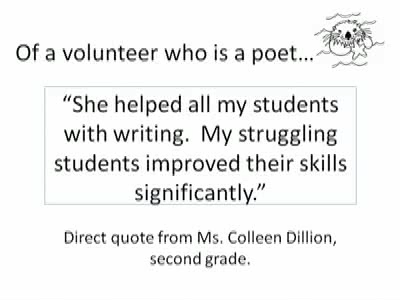 Of a volunteer who is a poet...
“She helped all my students
with writing.  My struggling
students improved their skills
significantly.”
Direct quote from Ms. Colleen Dillion,
second grade.